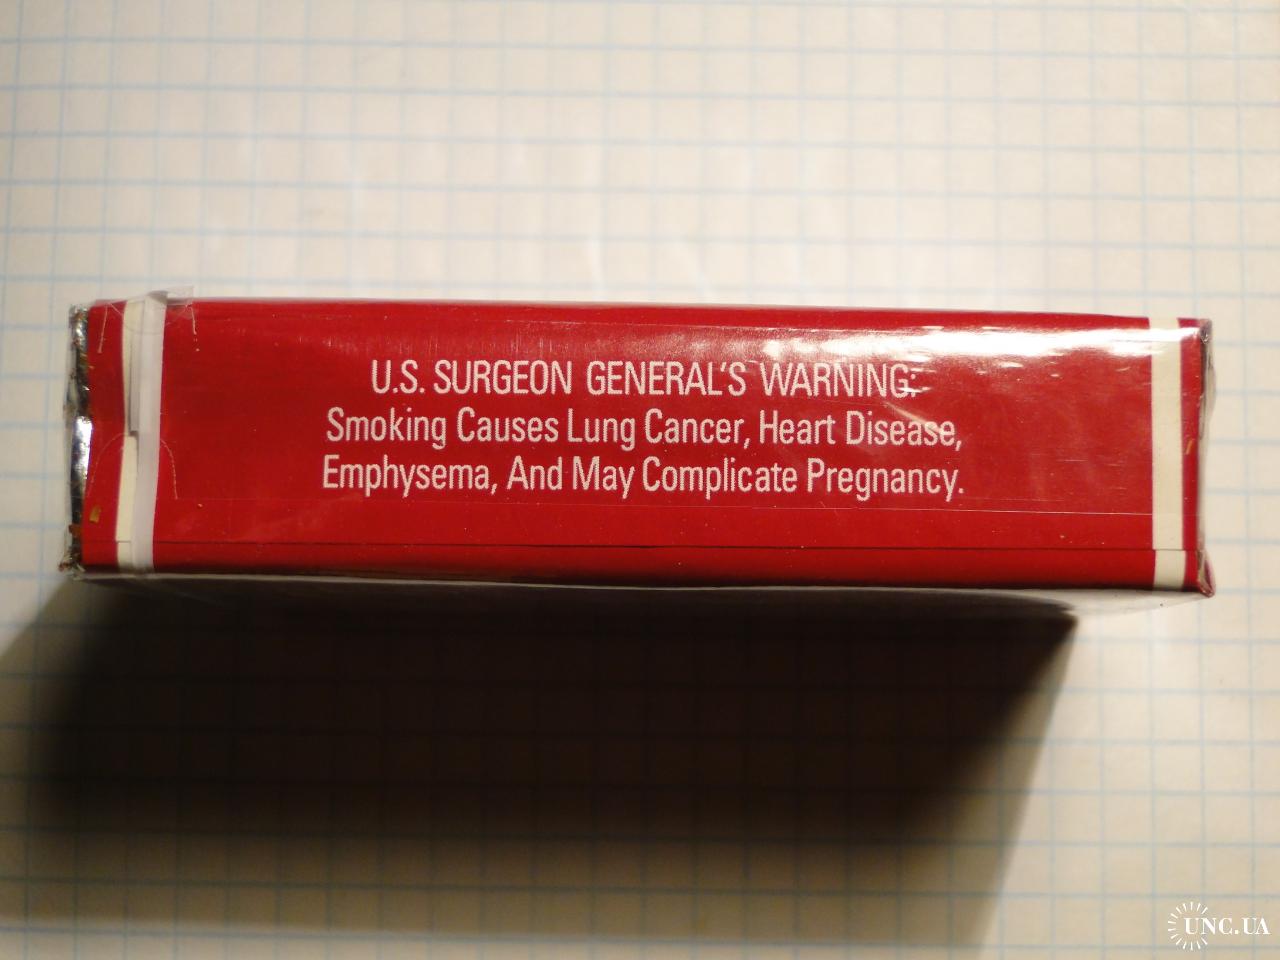 U.S. SURGEON GENERAL'S WARNING:
Smoking Causes Lung Cancer, Heart Disease,
Emphysema, And May Complicate Pregnancy.
UNC.UA